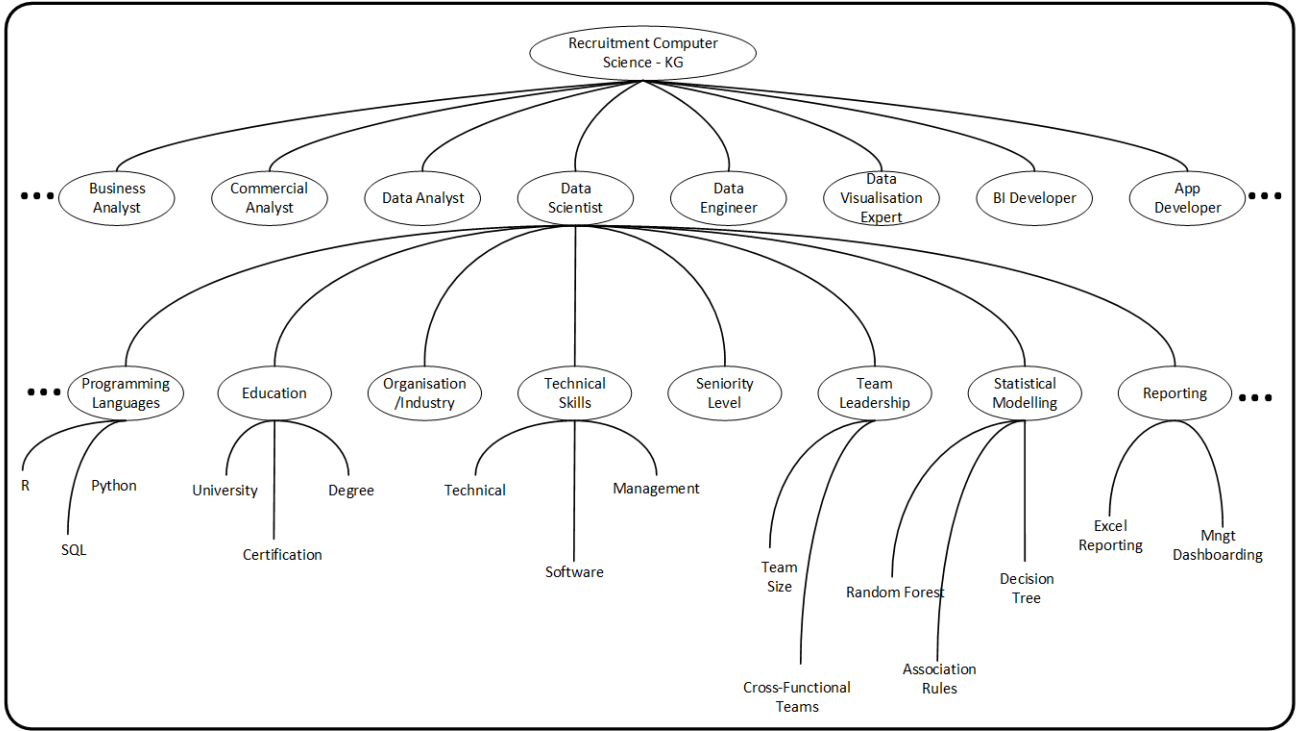 Recruitment Computer
Science - KG
Business
Analyst
Commercial
Analyst
Data Analyst
Data
Scientist
Data
Engineer
Data
Visualisation
Expert
BI Developer
App
Developer
Programming
Languages
Education
Organisation
/Industry
Technical
Skills
Seniority
Level
Team
Leadership
Statistical
Modelling
Reporting
R
SQL
Python
University
Certification
Degree
Technical
Software
Management
Team
Size
Cross-Functional
Teams
Random Forest
Association
Rules
Decision
Tree
Excel
Reporting
Mngt
Dashboarding